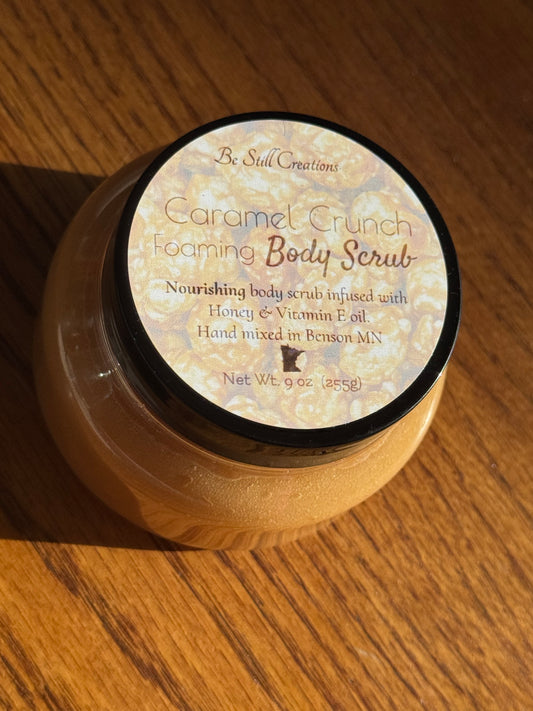 Be Still Creations
Caramel Crunch
Foaming Body Scrub
Nourishing body scrub infused with
Honey & Vitamin E oil.
Hand mixed in Benson MN
Net Wt. 9 oz (255g)